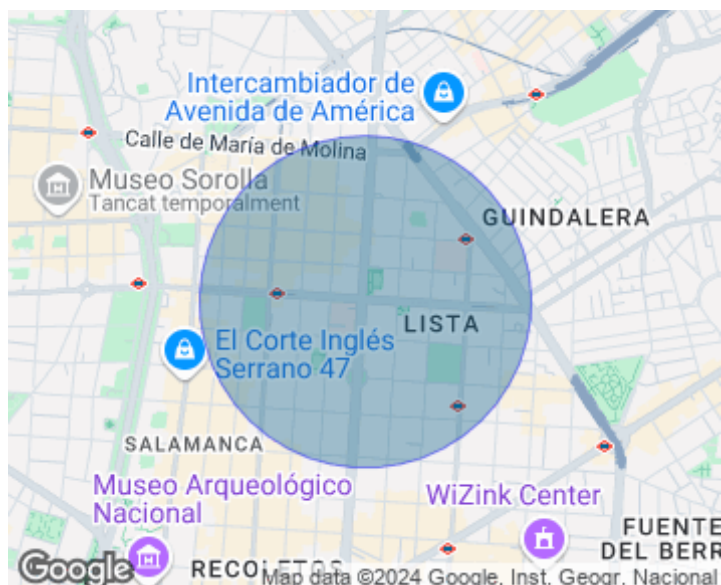 Intercambiador de
Avenida de América
Calle de María de Molina
Museo Sorolla
Tancat temporalment
GUINDALERA
LISTA
El Corte Inglés
Serrano 47
SALAMANCA
Museo Arqueológico
Nacional
WiZink Center
FUENTE
DEL BERR
RECOLETOS
Google
Map data ©2024 Google, Inst. Geogr. Nacional